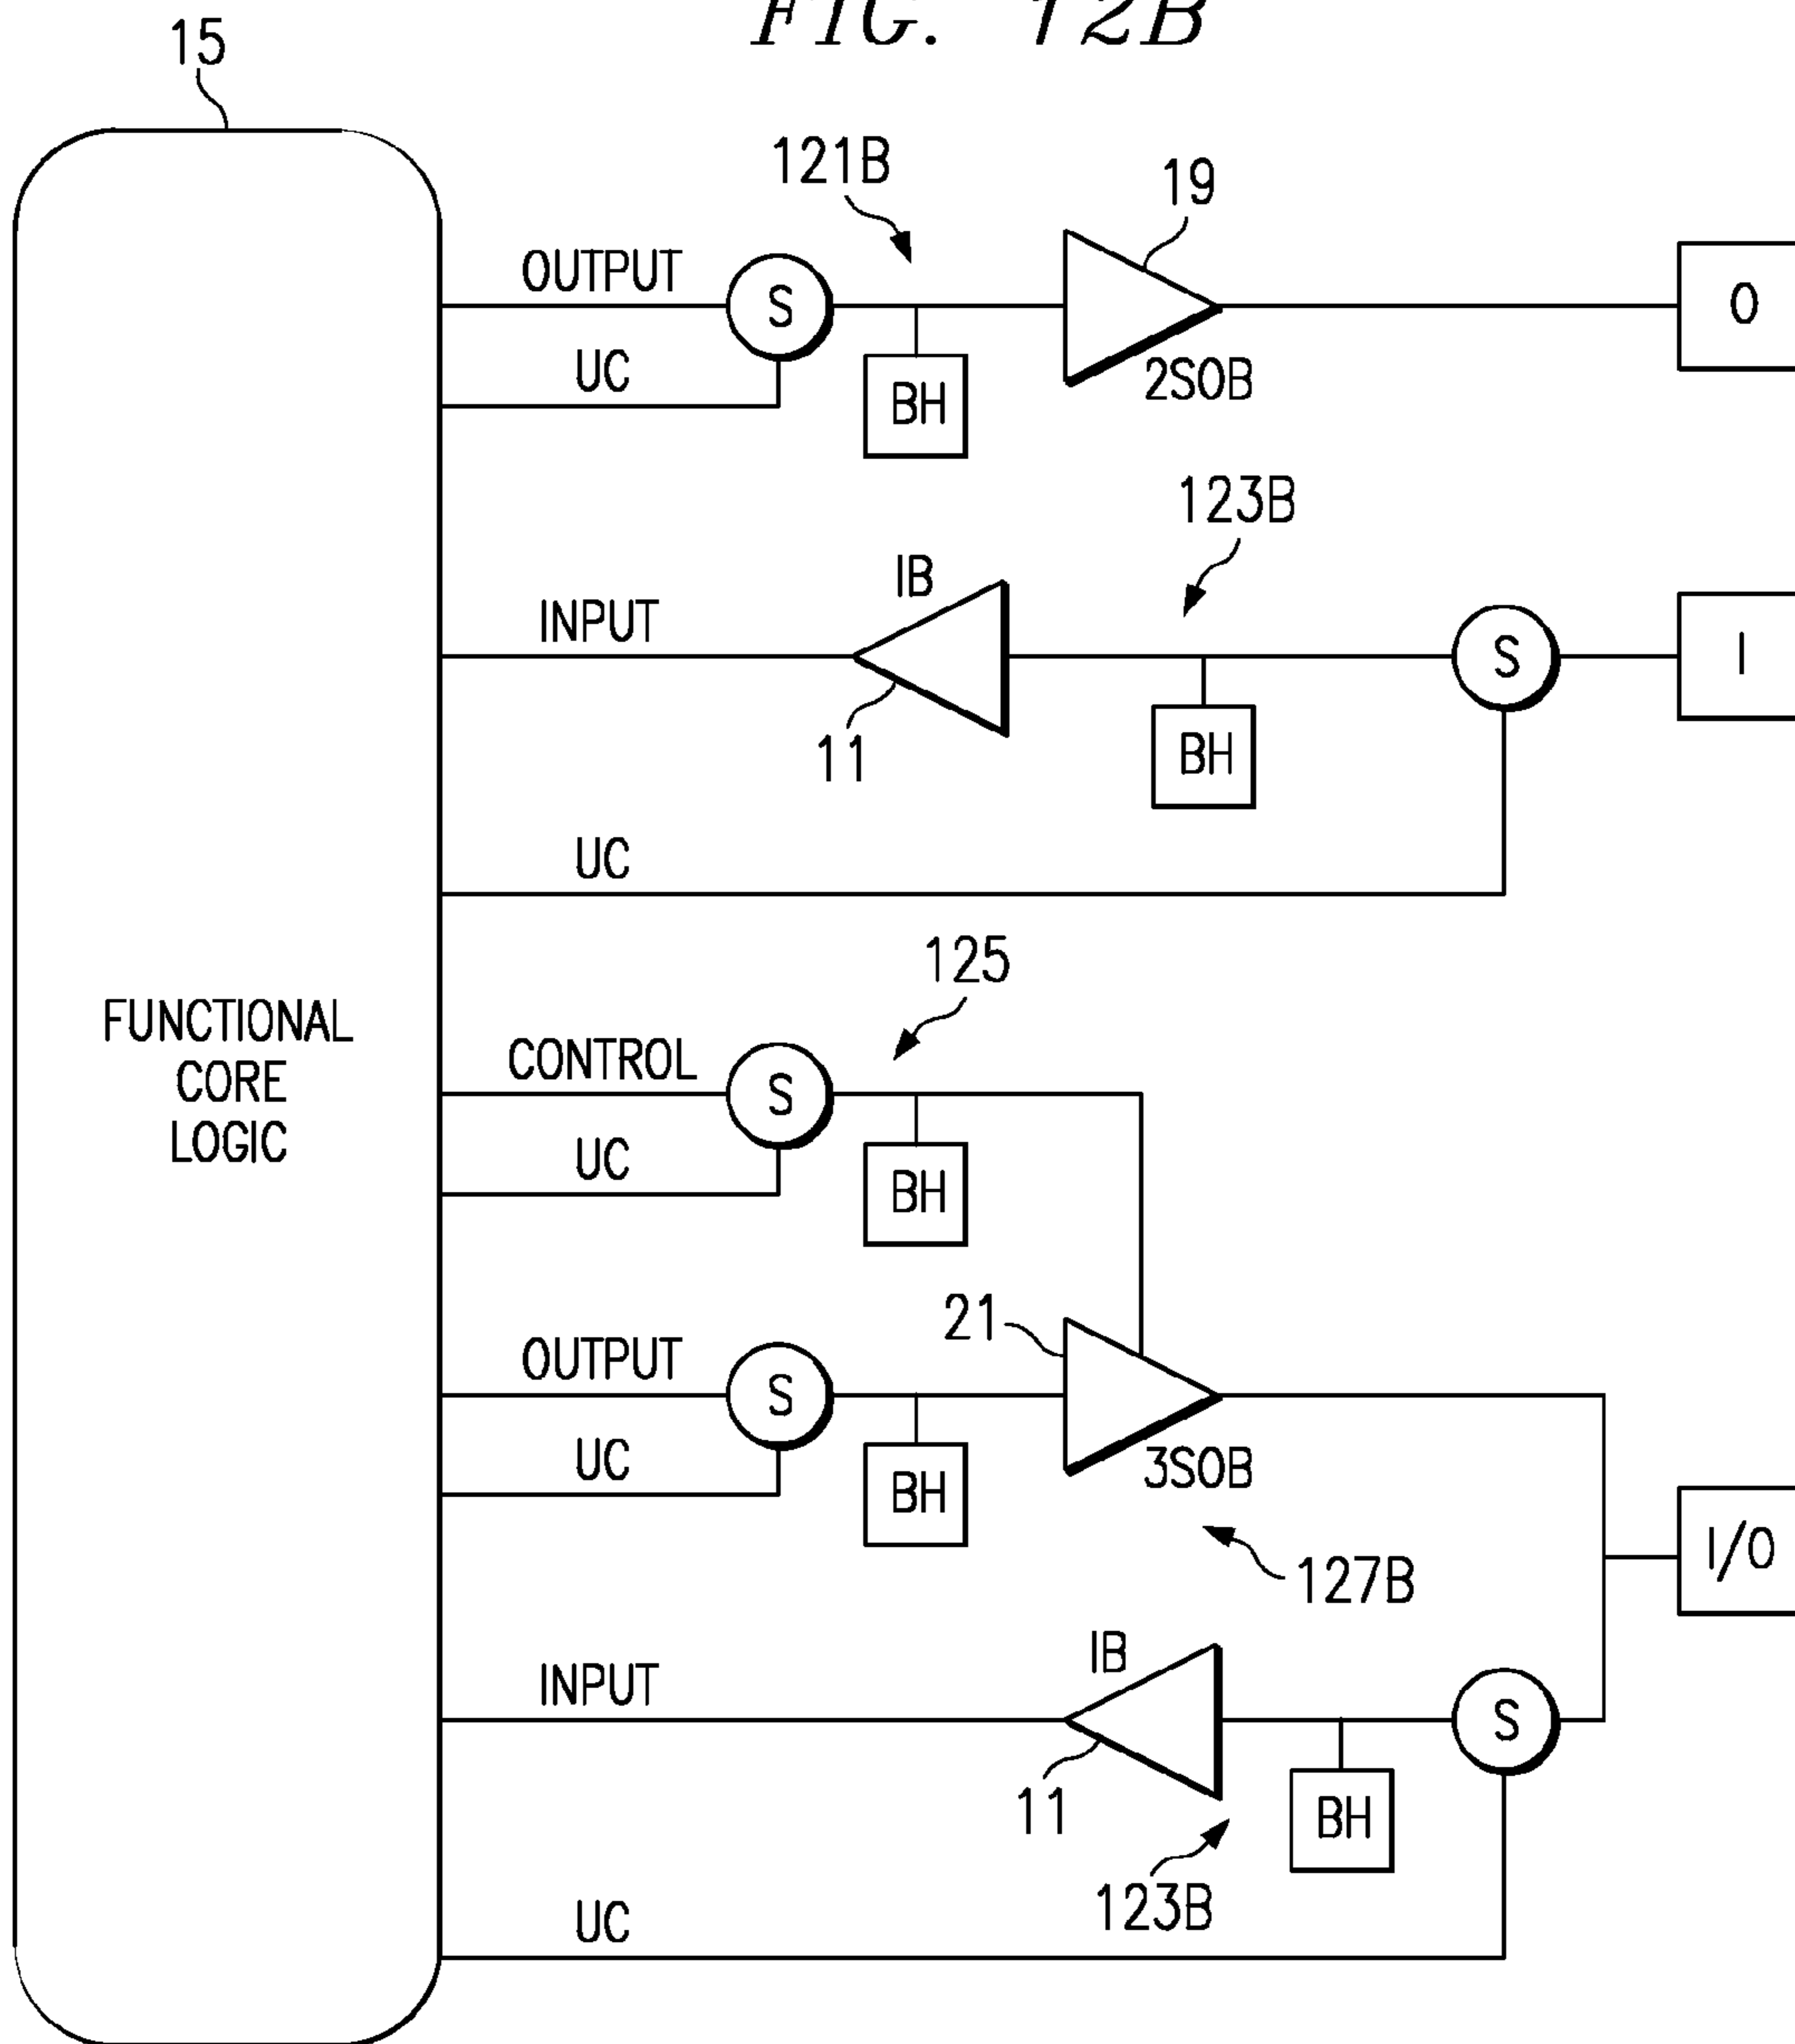 FIG. 12B
15
121B
19
OUTPUT
S
O
UC
BH
2SOB
123B
IB
INPUT
S
I
11
BH
UC
125
FUNCTIONAL
CORE
LOGIC
CONTROL
S
UC
BH
21
OUTPUT
S
UC
BH
3SOB
I/O
127B
IB
INPUT
S
11
BH
123B
UC